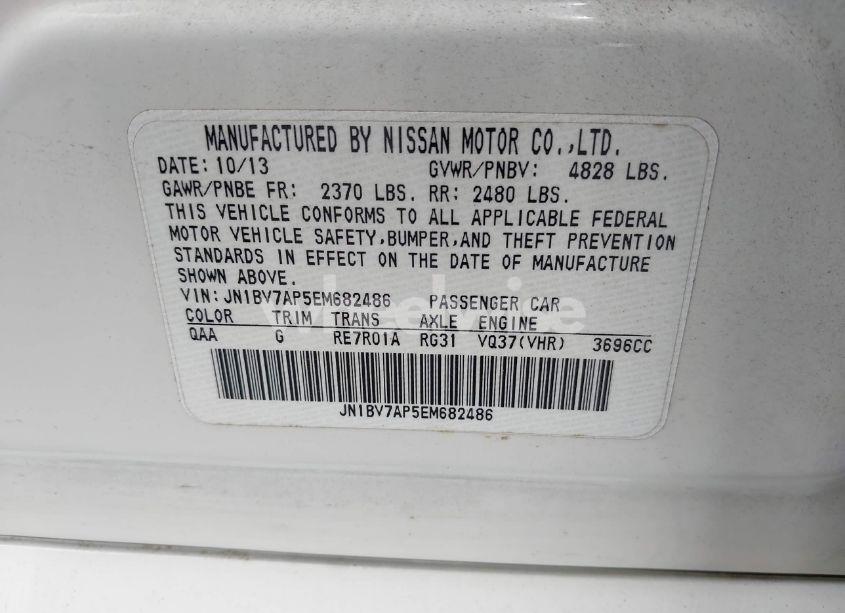 MANUFACTURED BY NISSAN MOTOR CO.,LTD.
DATE: 10/13 GVWR/PNBV: 4828 LBS.
GAWR/PNBE FR: 2370 LBS. RR: 2480 LBS.
THIS VEHICLE CONFORMS TO ALL APPLICABLE FEDERAL
MOTOR VEHICLE SAFETY,BUMPER,AND THEFT PREVENTION
STANDARDS IN EFFECT ON THE DATE OF MANUFACTURE
SHOWN ABOVE.
VIN:JN1BV7AP5EM682486 PASSENGER CAR
COLOR TRIM TRANS AXLE ENGINE
QAA G RE7R01A RG31 VQ37(VHR) 3696CC
JN1BV7AP5EM682486